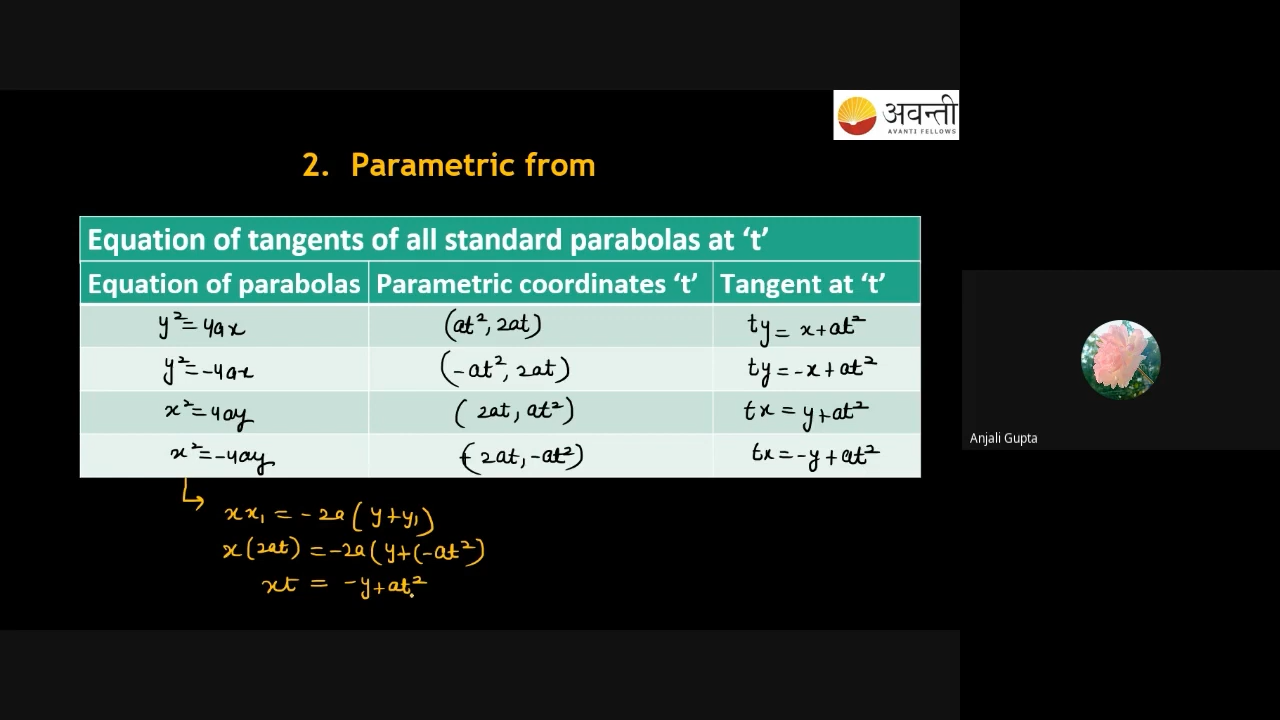 अवन्ती
AVANTI FELLOWS
2. Parametric from
Equation of tangents of all standard parabolas at ‘t’
Equation of parabolas Parametric coordinates ‘t’ Tangent at ‘t’
y²=4ax (at², 2at) ty = x+at²
y²=-4ax (-at², 2at) ty = -x+at²
x²=4ay (2at, at²) tx = y+at²
x²=-4ay (2at, -at²) tx = -y+at²
xx₁ = -2a(y+y₁)
x(2at) = -2a(y+(-at²)
xt = -y+at²
Anjali Gupta